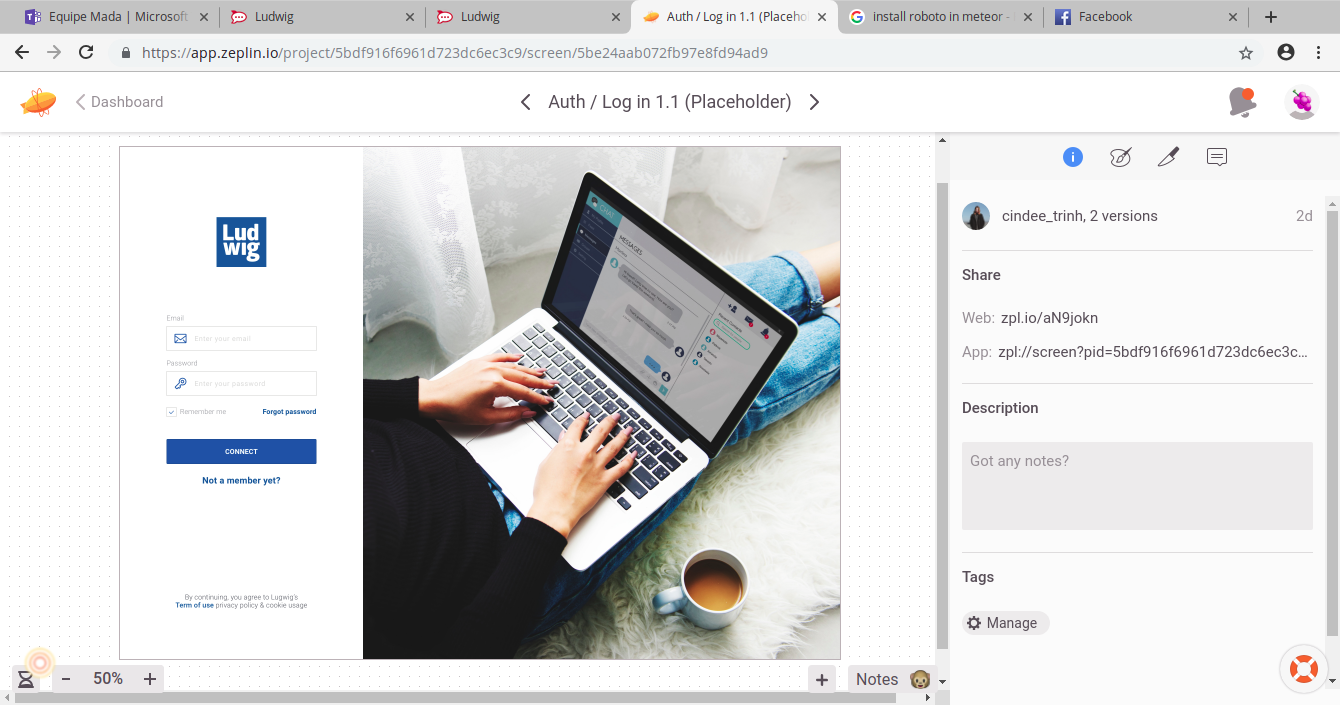 Equipe Mada | Microsoft
Ludwig
Ludwig
Auth / Log in 1.1 (Placeho
install roboto in meteor -
Facebook
https://app.zeplin.io/project/5bdf916f6961d723dc6ec3c9/screen/5be24aab072fb97e8fd94ad9
Dashboard
Auth / Log in 1.1 (Placeholder)
cindee_trinh, 2 versions
2d
Share
Web: zpl.io/aN9jokn
App: zpl://screen?pid=5bdf916f6961d723dc6ec3c...
Description
Got any notes?
Tags
Manage
Lud
wig
Email
Enter your email
Password
Enter your password
Remember me
Forgot password
CONNECT
Not a member yet?
By continuing, you agree to Lugwig's
Term of use privacy policy & cookie usage
CHAT
MESSAGES
50%
Notes